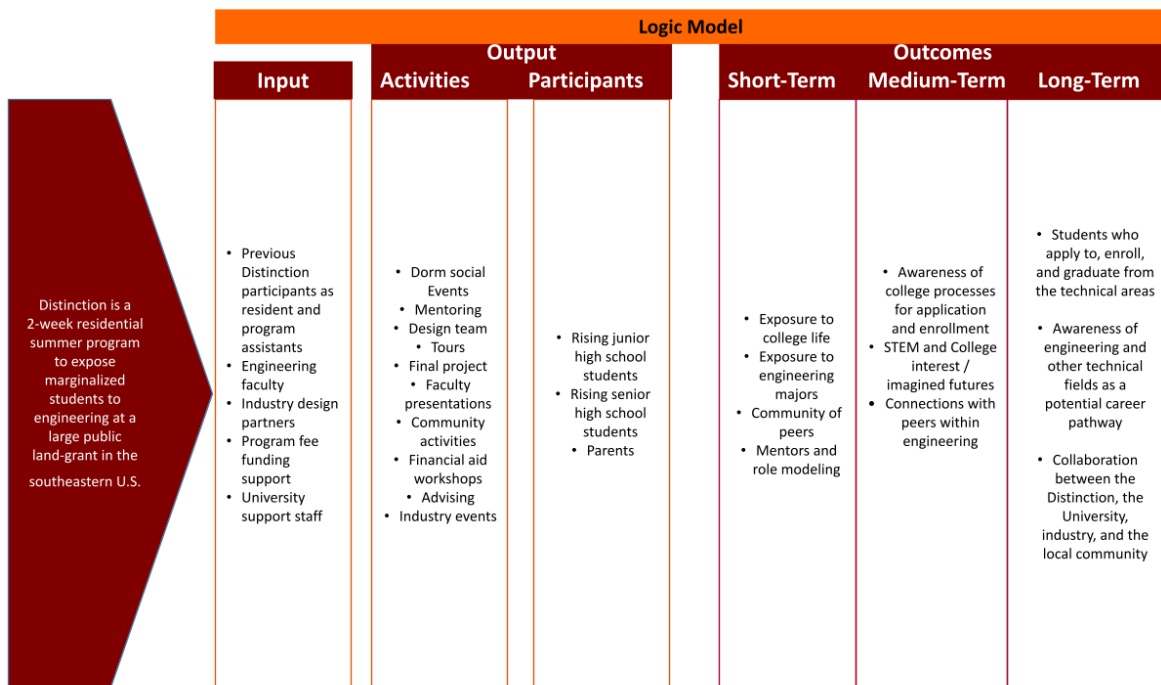 Logic Model
Output
Outcomes
Input
Activities
Participants
Short-Term
Medium-Term
Long-Term
Distinction is a
2-week residential
summer program
to expose
marginalized
students to
engineering at a
large public
land-grant in the
southeastern U.S.
• Previous
Distinction
participants as
resident and
program
assistants
• Engineering
faculty
• Industry design
partners
• Program fee
funding
support
• University
support staff
• Dorm social
Events
• Mentoring
• Design team
• Tours
• Final project
• Faculty
presentations
• Community
activities
• Financial aid
workshops
• Advising
• Industry events
• Rising junior
high school
students
• Rising senior
high school
students
• Parents
• Exposure to
college life
• Exposure to
engineering
majors
• Community of
peers
• Mentors and
role modeling
• Awareness of
college processes
for application
and enrollment
• STEM and College
interest /
imagined futures
• Connections with
peers within
engineering
• Students who
apply to, enroll,
and graduate from
the technical areas
• Awareness of
engineering and
other technical
fields as a
potential career
pathway
• Collaboration
between the
Distinction, the
University,
industry, and the
local community